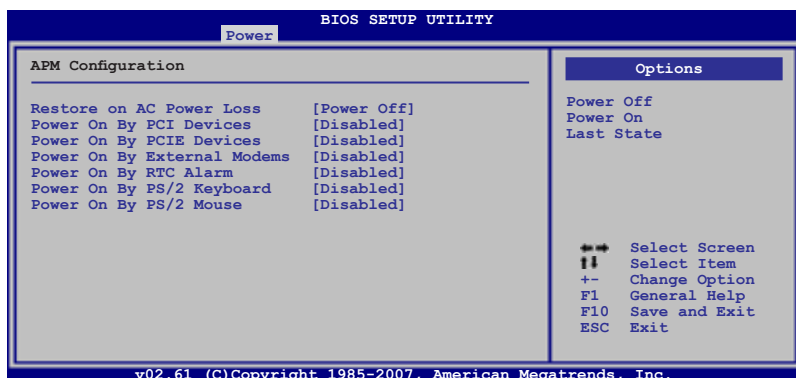 BIOS SETUP UTILITY
Power
APM Configuration
Restore on AC Power Loss [Power Off]
Power On By PCI Devices [Disabled]
Power On By PCIE Devices [Disabled]
Power On By External Modems [Disabled]
Power On By RTC Alarm [Disabled]
Power On By PS/2 Keyboard [Disabled]
Power On By PS/2 Mouse [Disabled]
Options
Power Off
Power On
Last State
←→ Select Screen
↑↓ Select Item
+- Change Option
F1 General Help
F10 Save and Exit
ESC Exit
v02.61 (C)Copyright 1985-2007, American Megatrends, Inc.